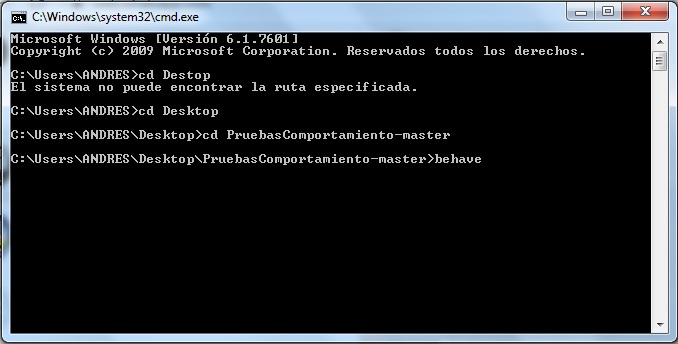 C:\Windows\system32\cmd.exe
Microsoft Windows [Versión 6.1.7601]
Copyright (c) 2009 Microsoft Corporation. Reservados todos los derechos.
C:\Users\ANDRES>cd Destop
El sistema no puede encontrar la ruta especificada.
C:\Users\ANDRES>cd Desktop
C:\Users\ANDRES\Desktop>cd PruebasComportamiento-master
C:\Users\ANDRES\Desktop\PruebasComportamiento-master>behave